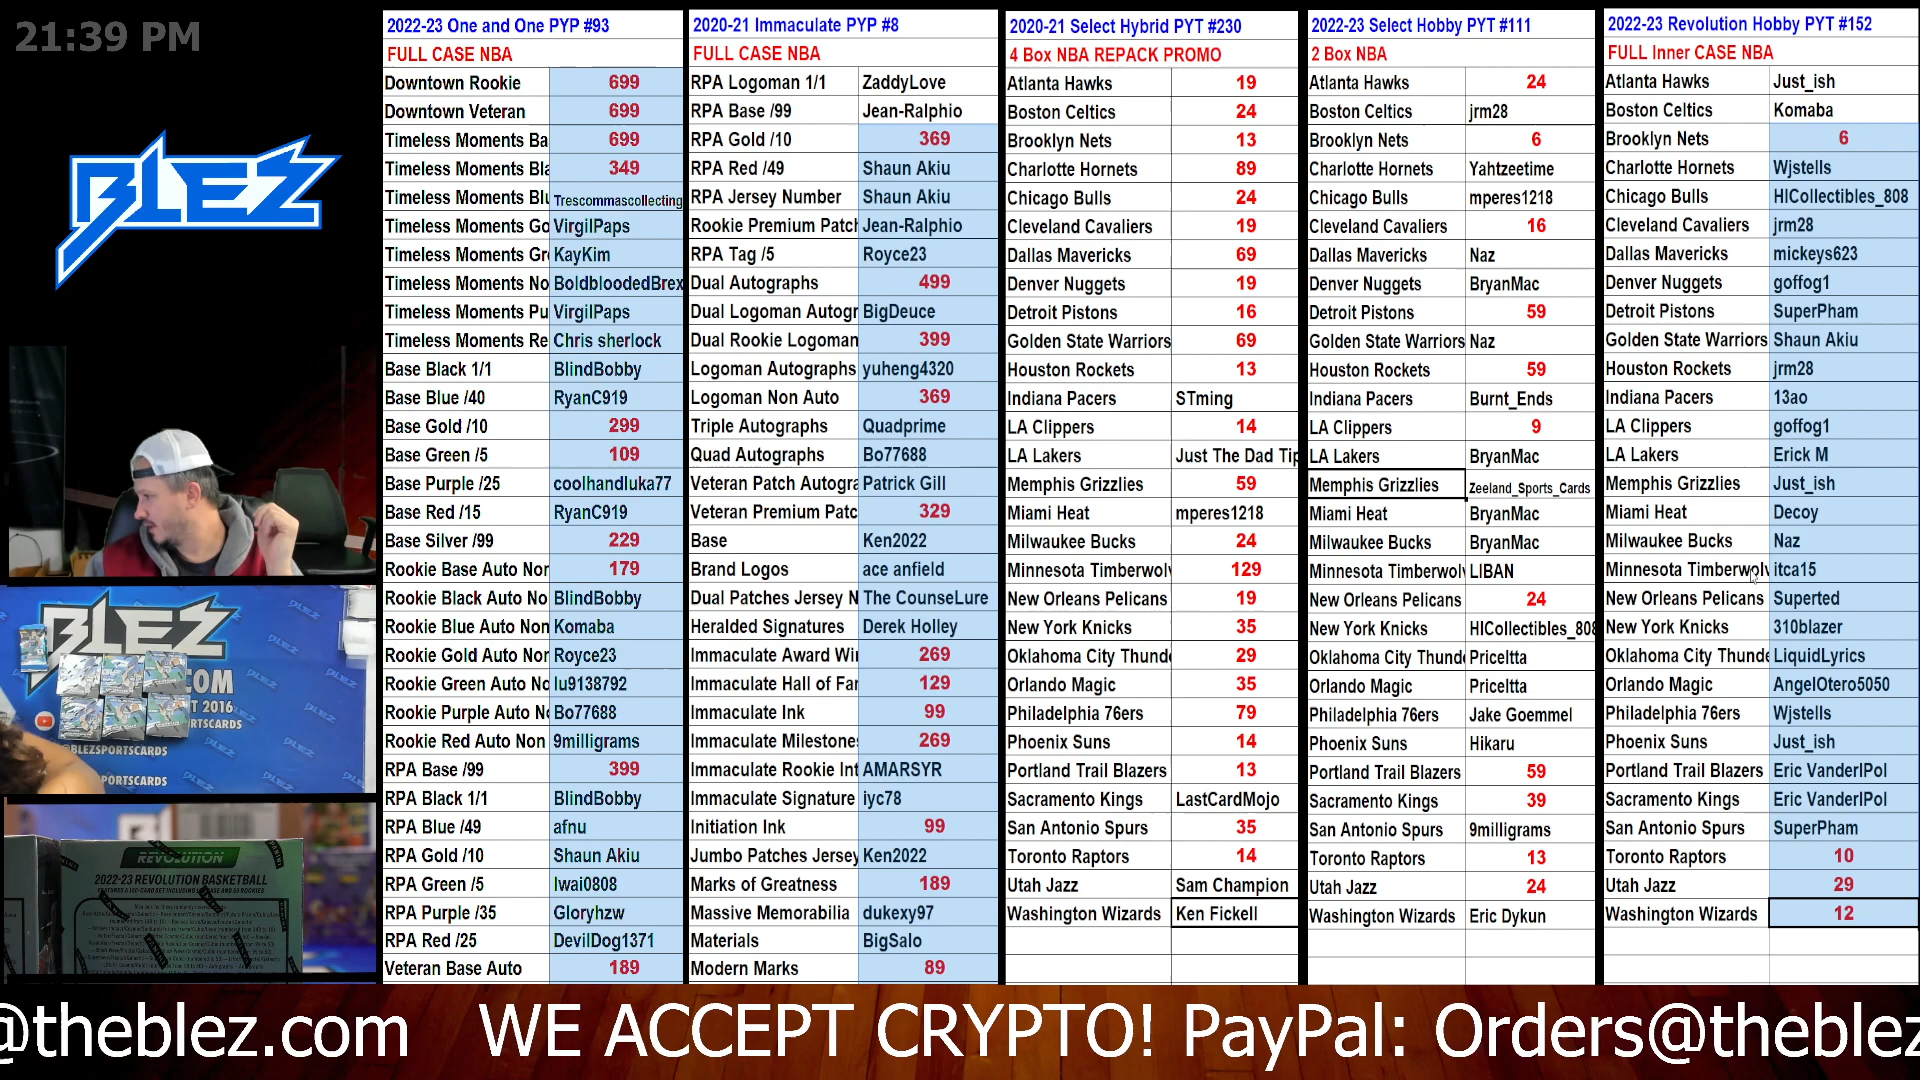 21:39 PM
BLEZ
2022-23 One and One PYP #93
FULL CASE NBA
Downtown Rookie 699
Downtown Veteran 699
Timeless Moments Ba 699
Timeless Moments Bla 349
Timeless Moments Blu Trescommascollecting
Timeless Moments Go VirgilPaps
Timeless Moments Gr KayKim
Timeless Moments No BoldbloodedBrex
Timeless Moments Pu VirgilPaps
Timeless Moments Re Chris sherlock
Base Black 1/1 BlindBobby
Base Blue /40 RyanC919
Base Gold /10 299
Base Green /5 109
Base Purple /25 coolhandluka77
Base Red /15 RyanC919
Base Silver /99 229
Rookie Base Auto Nor 179
Rookie Black Auto No BlindBobby
Rookie Blue Auto Non Komaba
Rookie Gold Auto Nor Royce23
Rookie Green Auto No lu9138792
Rookie Purple Auto No Bo77688
Rookie Red Auto Non 9milligrams
RPA Base /99 399
RPA Black 1/1 BlindBobby
RPA Blue /49 afnu
RPA Gold /10 Shaun Akiu
RPA Green /5 Iwai0808
RPA Purple /35 Gloryhzw
RPA Red /25 DevilDog1371
Veteran Base Auto 189
2020-21 Immaculate PYP #8
FULL CASE NBA
RPA Logoman 1/1 ZaddyLove
RPA Base /99 Jean-Ralphio
RPA Gold /10 369
RPA Red /49 Shaun Akiu
RPA Jersey Number Shaun Akiu
Rookie Premium Patch Jean-Ralphio
RPA Tag /5 Royce23
Dual Autographs 499
Dual Logoman Autogr BigDeuce
Dual Rookie Logoman 399
Logoman Autographs yuheng4320
Logoman Non Auto 369
Triple Autographs Quadprime
Quad Autographs Bo77688
Veteran Patch Autogra Patrick Gill
Veteran Premium Patc 329
Base Ken2022
Brand Logos ace anfield
Dual Patches Jersey N The CounseLure
Heralded Signatures Derek Holley
Immaculate Award Wi 269
Immaculate Hall of Fa 129
Immaculate Ink 99
Immaculate Milestone 269
Immaculate Rookie Int AMARSYR
Immaculate Signature iyc78
Initiation Ink 99
Jumbo Patches Jersey Ken2022
Marks of Greatness 189
Massive Memorabilia dukexy97
Materials BigSalo
Modern Marks 89
2020-21 Select Hybrid PYT #230
4 Box NBA REPACK PROMO
Atlanta Hawks 19
Boston Celtics 24
Brooklyn Nets 13
Charlotte Hornets 89
Chicago Bulls 24
Cleveland Cavaliers 19
Dallas Mavericks 69
Denver Nuggets 19
Detroit Pistons 16
Golden State Warriors 69
Houston Rockets 13
Indiana Pacers STming
LA Clippers 14
LA Lakers Just The Dad Tip
Memphis Grizzlies 59
Miami Heat mperes1218
Milwaukee Bucks 24
Minnesota Timberwolv 129
New Orleans Pelicans 19
New York Knicks 35
Oklahoma City Thund 29
Orlando Magic 35
Philadelphia 76ers 79
Phoenix Suns 14
Portland Trail Blazers 13
Sacramento Kings LastCardMojo
San Antonio Spurs 35
Toronto Raptors 14
Utah Jazz Sam Champion
Washington Wizards Ken Fickell
2022-23 Select Hobby PYT #111
2 Box NBA
Atlanta Hawks 24
Boston Celtics jrm28
Brooklyn Nets 6
Charlotte Hornets Yahtzeetime
Chicago Bulls mperes1218
Cleveland Cavaliers 16
Dallas Mavericks Naz
Denver Nuggets BryanMac
Detroit Pistons 59
Golden State Warriors Naz
Houston Rockets 59
Indiana Pacers Burnt_Ends
LA Clippers 9
LA Lakers BryanMac
Memphis Grizzlies Zeeland_Sports_Cards
Miami Heat BryanMac
Milwaukee Bucks BryanMac
Minnesota Timberwolv LIBAN
New Orleans Pelicans 24
New York Knicks HICollectibles_808
Oklahoma City Thund Priceltta
Orlando Magic Priceltta
Philadelphia 76ers Jake Goemmel
Phoenix Suns Hikaru
Portland Trail Blazers 59
Sacramento Kings 39
San Antonio Spurs 9milligrams
Toronto Raptors 13
Utah Jazz 24
Washington Wizards Eric Dykun
2022-23 Revolution Hobby PYT #152
FULL Inner CASE NBA
Atlanta Hawks Just_ish
Boston Celtics Komaba
Brooklyn Nets 6
Charlotte Hornets Wjstells
Chicago Bulls HICollectibles_808
Cleveland Cavaliers jrm28
Dallas Mavericks mickeys623
Denver Nuggets goffog1
Detroit Pistons SuperPham
Golden State Warriors Shaun Akiu
Houston Rockets jrm28
Indiana Pacers 13ao
LA Clippers goffog1
LA Lakers Erick M
Memphis Grizzlies Just_ish
Miami Heat Decoy
Milwaukee Bucks Naz
Minnesota Timberwolv itca15
New Orleans Pelicans Superted
New York Knicks 310blazer
Oklahoma City Thunde LiquidLyrics
Orlando Magic AngelOtero5050
Philadelphia 76ers Wjstells
Phoenix Suns Just_ish
Portland Trail Blazers Eric VanderlPol
Sacramento Kings Eric VanderlPol
San Antonio Spurs SuperPham
Toronto Raptors 10
Utah Jazz 29
Washington Wizards 12
BLEZ
.COM
T 2016
RTSCARDS
@BLEZSPORTSCARDS
PORTSCARDS
REVOLUTION
2022-23 REVOLUTION BASKETBALL
@theblez.com WE ACCEPT CRYPTO! PayPal: Orders@theblez